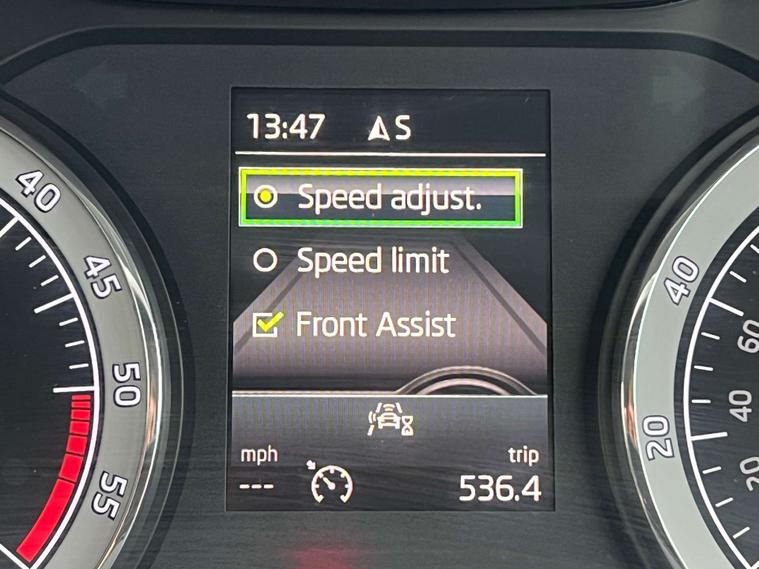 13:47 S
Speed adjust.
Speed limit
Front Assist
mph
trip
---
536.4
40
45
50
55
40
20
60
40
20